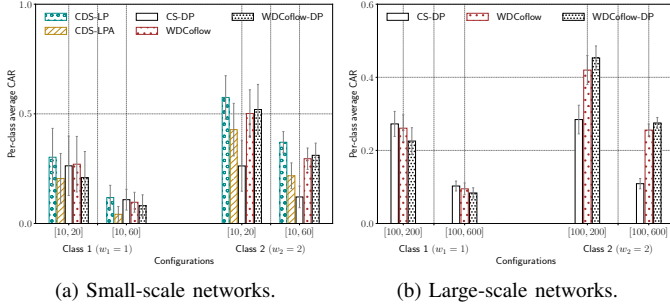 CDS-LP CS-DP WDCoflow-DP
CDS-LPA WDCoflow
1.0
0.5
0.0
Per-class average CAR
[10, 20] [10, 60] [10, 20] [10, 60]
Class 1 (w₁ = 1) Class 2 (w₂ = 2)
Configurations
(a) Small-scale networks.
CS-DP WDCoflow WDCoflow-DP
0.6
0.4
0.2
0.0
Per-class average CAR
[100, 200] [100, 600] [100, 200] [100, 600]
Class 1 (w₁ = 1) Class 2 (w₂ = 2)
Configurations
(b) Large-scale networks.